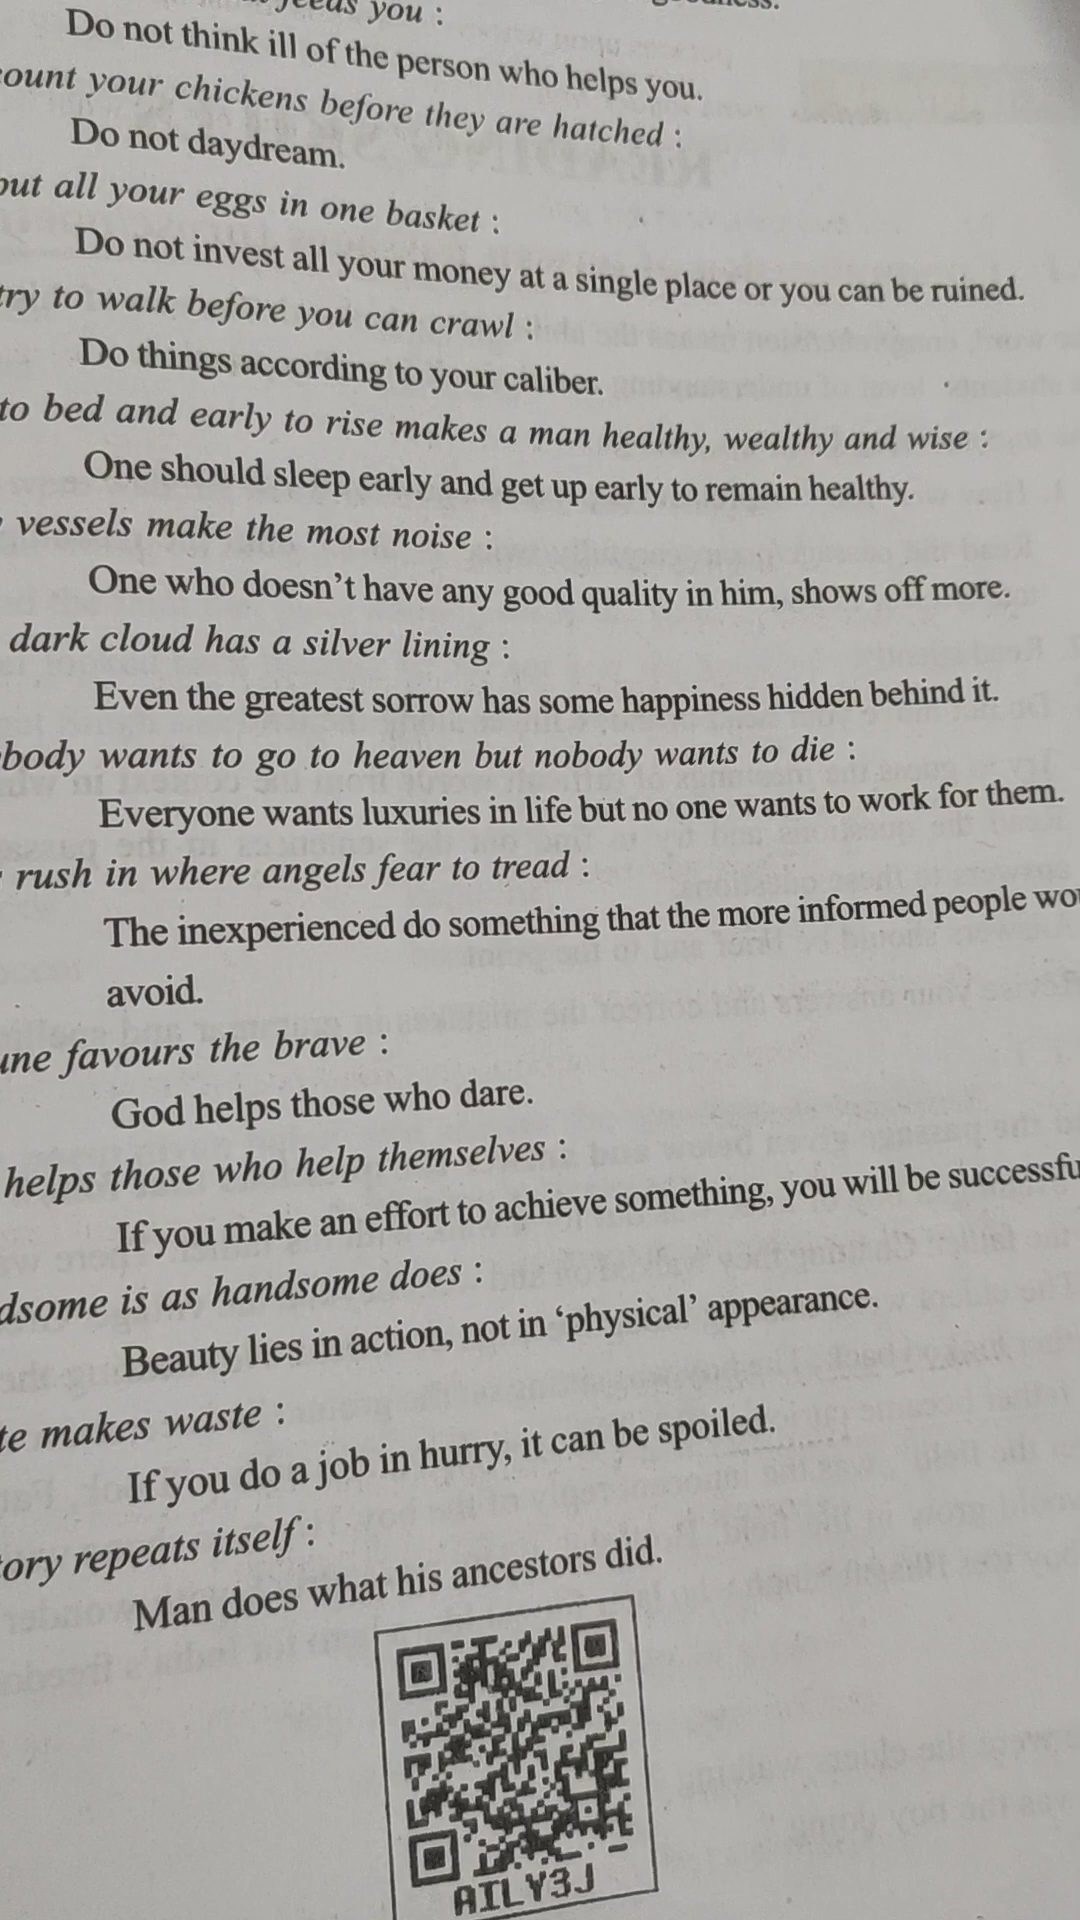 feeds you :
Do not think ill of the person who helps you.
ount your chickens before they are hatched :
Do not daydream.
put all your eggs in one basket :
Do not invest all your money at a single place or you can be ruined.
try to walk before you can crawl :
Do things according to your caliber.
to bed and early to rise makes a man healthy, wealthy and wise :
One should sleep early and get up early to remain healthy.
vessels make the most noise :
One who doesn't have any good quality in him, shows off more.
dark cloud has a silver lining :
Even the greatest sorrow has some happiness hidden behind it.
body wants to go to heaven but nobody wants to die :
Everyone wants luxuries in life but no one wants to work for them.
rush in where angels fear to tread :
The inexperienced do something that the more informed people wou
avoid.
une favours the brave :
God helps those who dare.
helps those who help themselves :
If you make an effort to achieve something, you will be successfu
dsome is as handsome does :
Beauty lies in action, not in 'physical' appearance.
te makes waste :
If you do a job in hurry, it can be spoiled.
ory repeats itself :
Man does what his ancestors did.
AILY3J